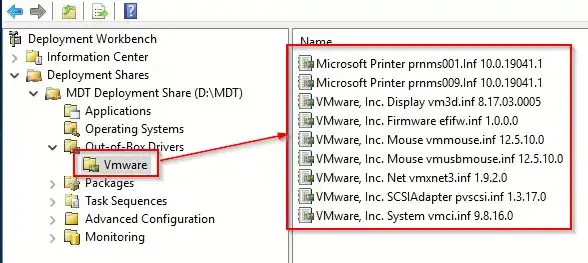 Deployment Workbench
Information Center
Deployment Shares
MDT Deployment Share (D:\MDT)
Applications
Operating Systems
Out-of-Box Drivers
Vmware
Packages
Task Sequences
Advanced Configuration
Monitoring
Name
Microsoft Printer prnms001.Inf 10.0.19041.1
Microsoft Printer prnms009.Inf 10.0.19041.1
VMware, Inc. Display vm3d.inf 8.17.03.0005
VMware, Inc. Firmware efifw.inf 1.0.0.0
VMware, Inc. Mouse vmmouse.inf 12.5.10.0
VMware, Inc. Mouse vmusbmouse.inf 12.5.10.0
VMware, Inc. Net vmxnet3.inf 1.9.2.0
VMware, Inc. SCSIAdapter pvscsi.inf 1.3.17.0
VMware, Inc. System vmci.inf 9.8.16.0